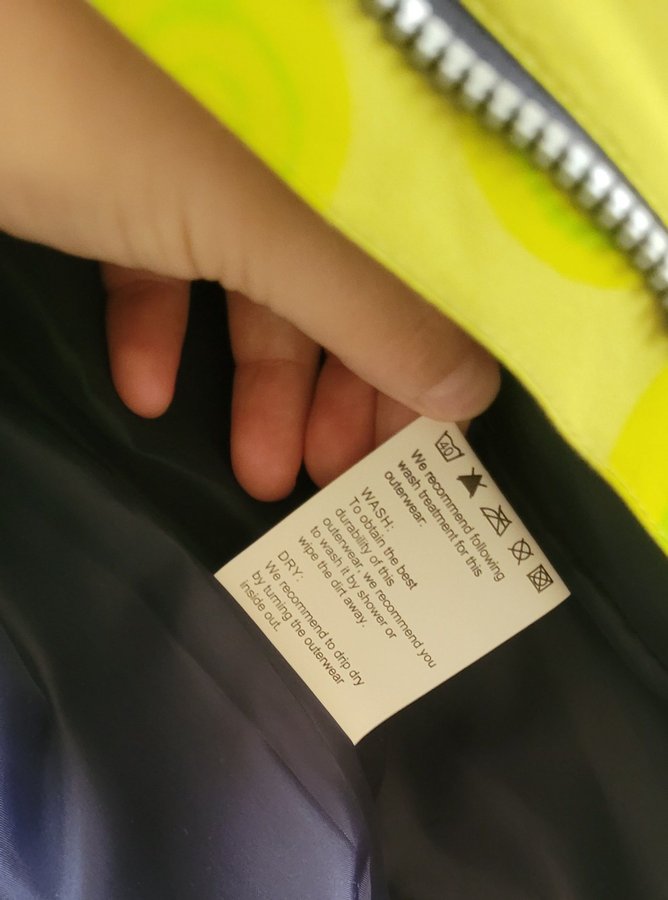 40
We recommend following
wash treatment for this
outerwear.
WASH:
To obtain the best
durability of this
outerwear, we recommend you
to wash it by shower or
wipe the dirt away.
DRY:
We recommend to drip dry
by turning the outerwear
inside out.